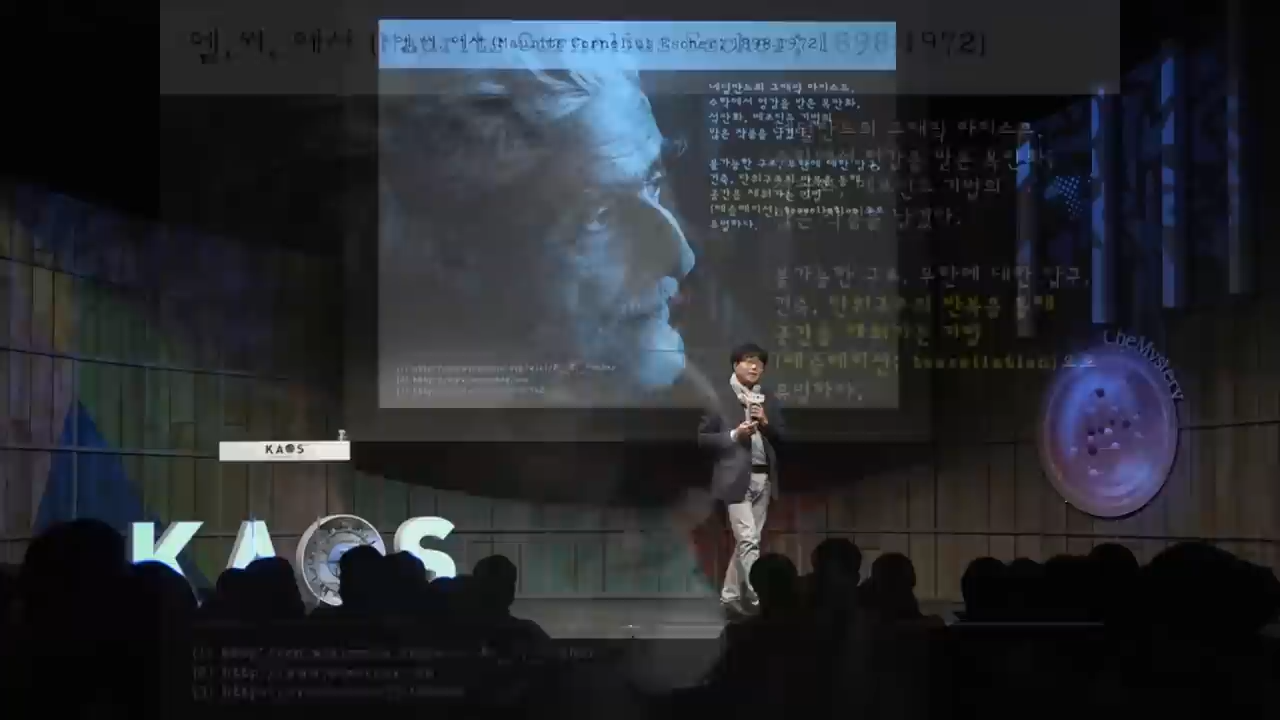 엠.씨. 에셔 (Maurits Cornelius Escher, 1898-1972)
네덜란드의 그래픽 아티스트,
수학에서 영감을 받은 목판화,
석판화, 메조틴트 기법의
많은 작품을 남겼다.
불가능한 구조, 무한에 대한 탐구,
건축, 단위구조의 반복을 통해
공간을 채워가는 기법
(테슬레이션; tessellation)으로
유명하다.
KAOS
KAOS
CheMystery